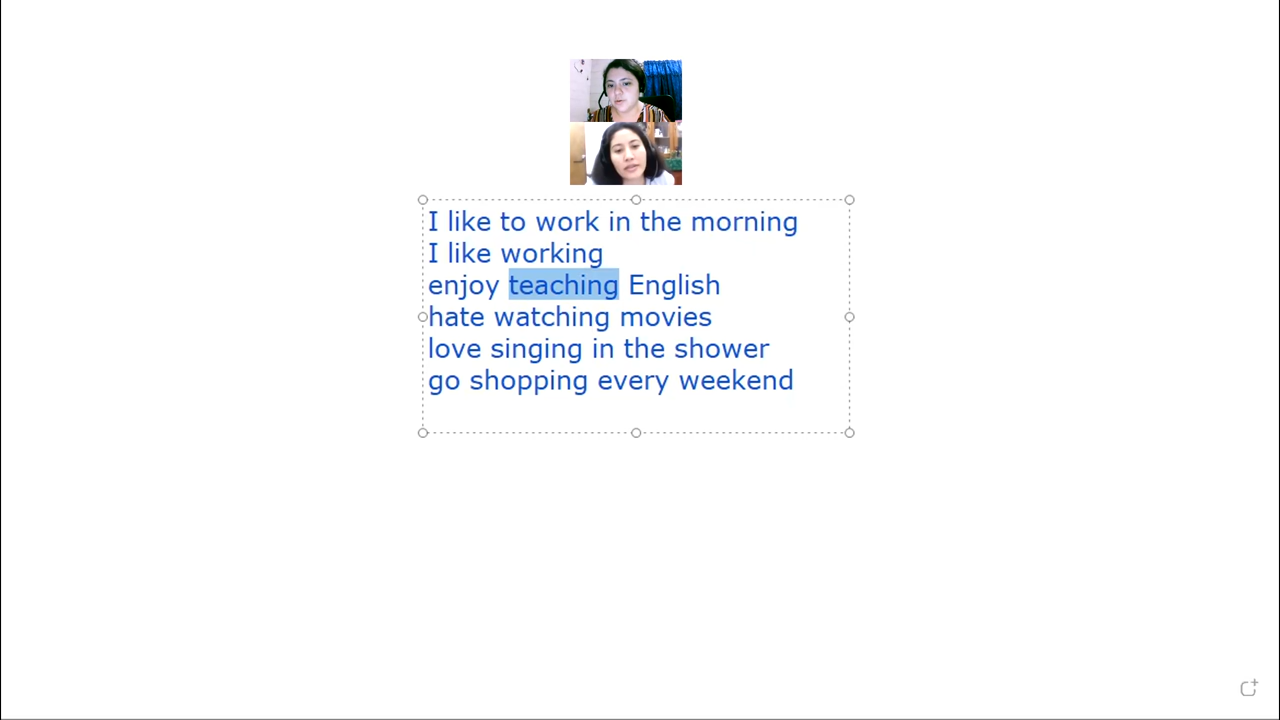 I like to work in the morning
I like working
enjoy teaching English
hate watching movies
love singing in the shower
go shopping every weekend